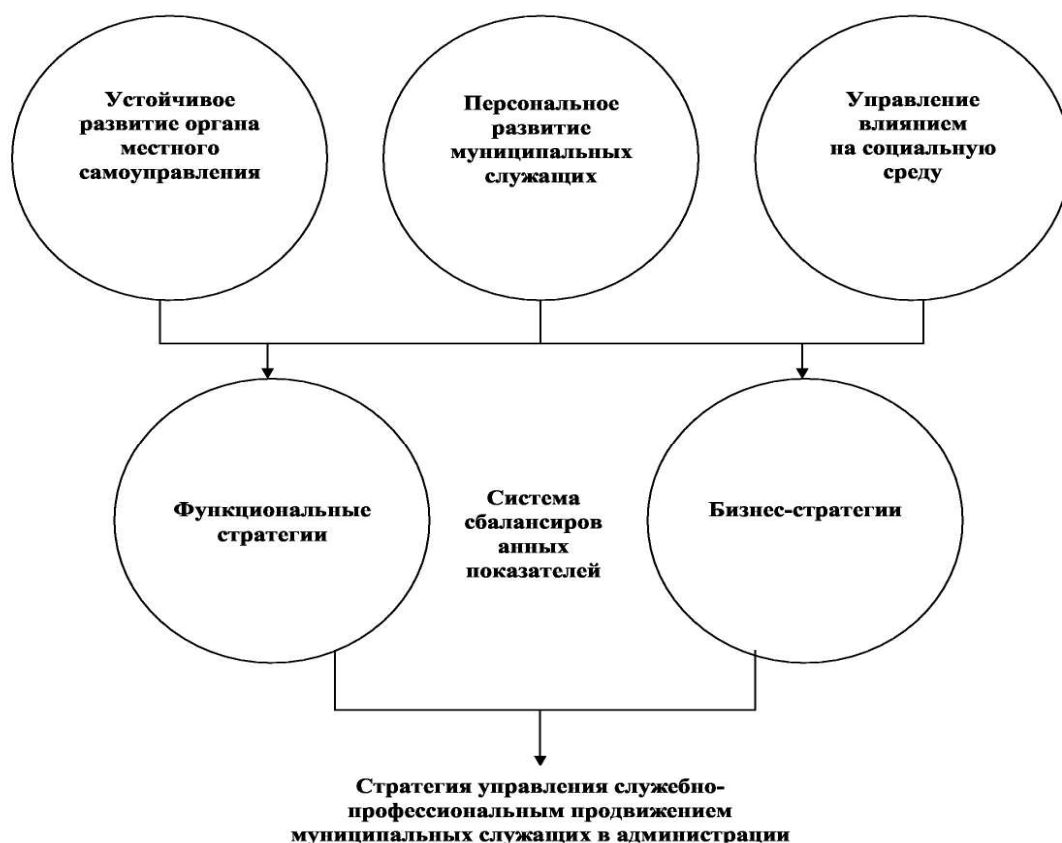 Устойчивое
развитие органа
местного
самоуправления
Персональное
развитие
муниципальных
служащих
Управление
влиянием
на социальную
среду
Функциональные
стратегии
Система
сбалансиров
анных
показателей
Бизнес-стратегии
Стратегия управления служебно-
профессиональным продвижением
муниципальных служащих в администрации